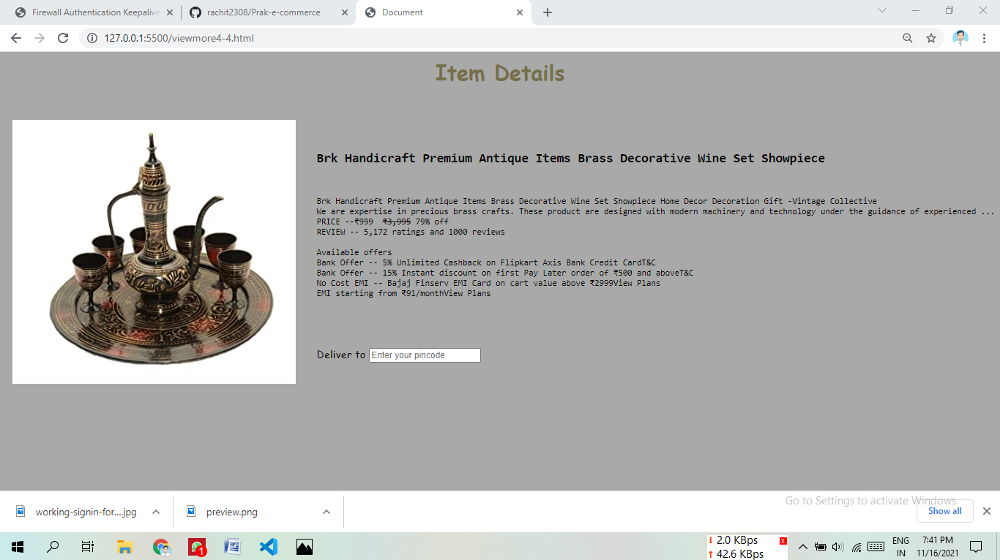 Firewall Authentication Keepalive
rachit2308/Prak-e-commerce
Document
127.0.0.1:5500/viewmore4-4.html
Item Details
Brk Handicraft Premium Antique Items Brass Decorative Wine Set Showpiece
Brk Handicraft Premium Antique Items Brass Decorative Wine Set Showpiece Home Decor Decoration Gift -Vintage Collective
We are expertise in precious brass crafts. These product are designed with modern machinery and technology under the guidance of experienced ...
PRICE --₹999 ₹3,995 79% off
REVIEW -- 5,172 ratings and 1000 reviews
Available offers
Bank Offer -- 5% Unlimited Cashback on Flipkart Axis Bank Credit CardT&C
Bank Offer -- 15% Instant discount on first Pay Later order of ₹500 and aboveT&C
No Cost EMI -- Bajaj Finserv EMI Card on cart value above ₹2999View Plans
EMI starting from ₹91/monthView Plans
Deliver to Enter your pincode
Go to Settings to activate Windows.
working-signin-for....jpg
preview.png
Show all
1
2.0 KBps
42.6 KBps
ENG
IN
7:41 PM
11/16/2021